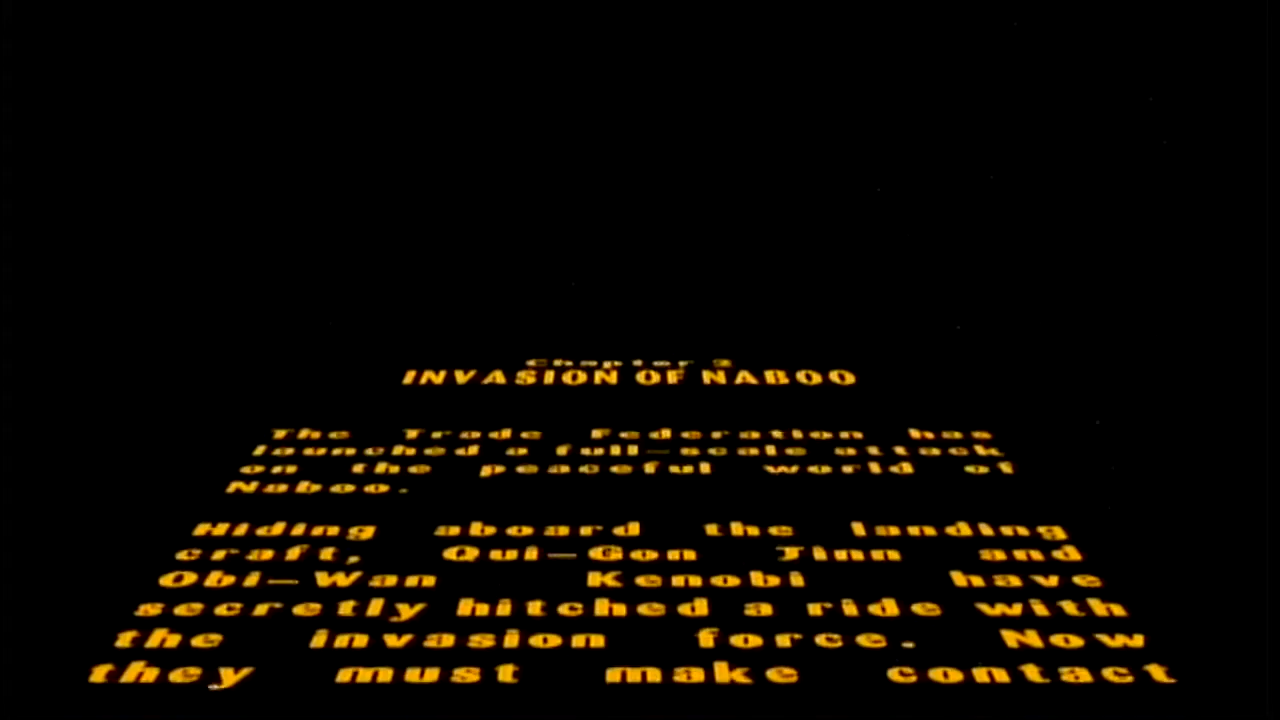 Chapter 2
INVASION OF NABOO
The Trade Federation has
launched a full-scale attack
on the peaceful world of
Naboo.
Hiding aboard the landing
craft, Qui-Gon Jinn and
Obi-Wan Kenobi have
secretly hitched a ride with
the invasion force. Now
they must make contact